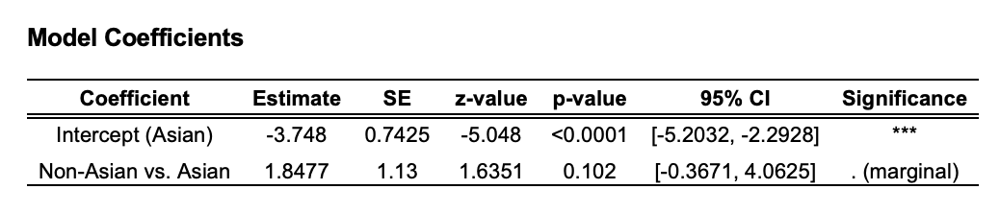 Model Coefficients
Coefficient Estimate SE z-value p-value 95% CI Significance
Intercept (Asian) -3.748 0.7425 -5.048 <0.0001 [-5.2032, -2.2928] ***
Non-Asian vs. Asian 1.8477 1.13 1.6351 0.102 [-0.3671, 4.0625] . (marginal)